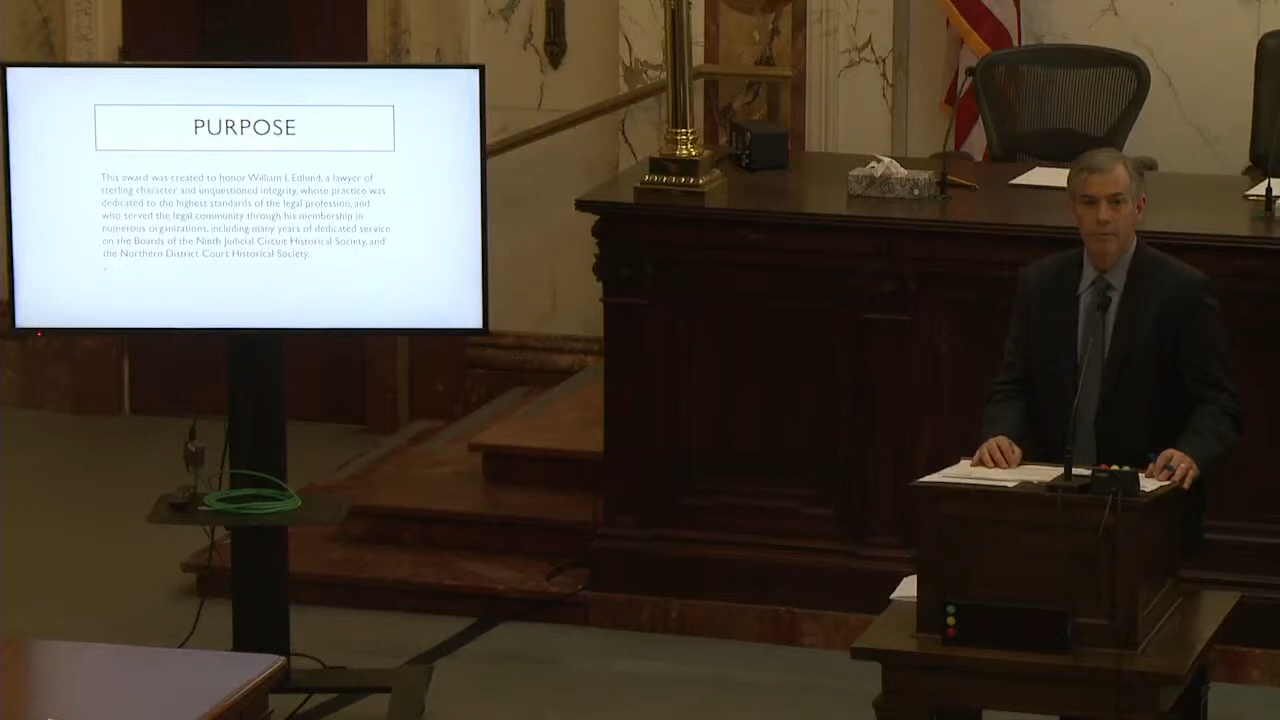 PURPOSE
This award was created to honor William I. Edlund, a lawyer of
sterling character and unquestioned integrity, whose practice was
dedicated to the highest standards of the legal profession, and
who served the legal community through his membership in
numerous organizations, including many years of dedicated service
on the Boards of the Ninth Judicial Circuit Historical Society, and
the Northern District Court Historical Society.